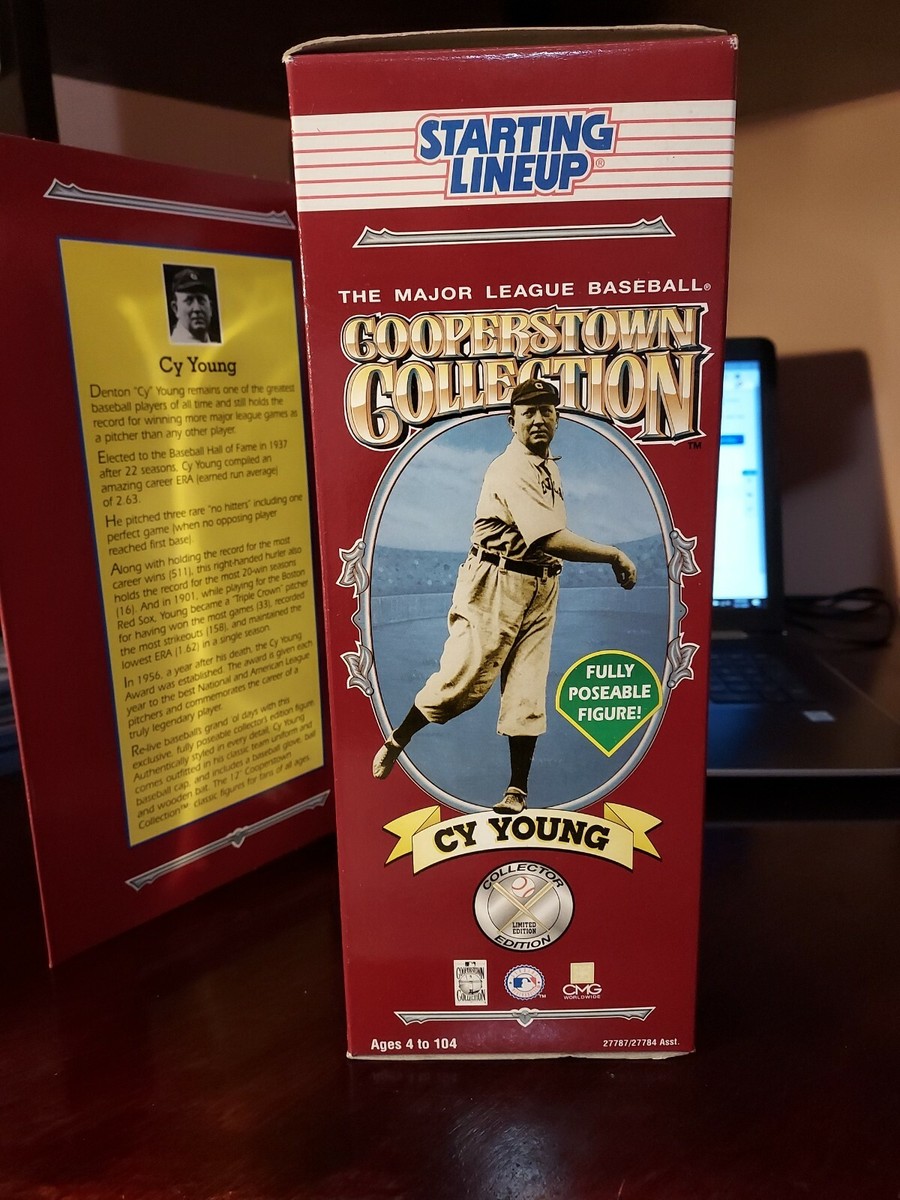 Cy Young
Denton "Cy" Young remains one of the greatest
baseball players of all time and still holds the
record for winning more major league games as
a pitcher than any other player.
Elected to the Baseball Hall of Fame in 1937
after 22 seasons, Cy Young compiled an
amazing career ERA (earned run average)
of 2.63.
He pitched three rare "no hitters" including one
perfect game (when no opposing player
reached first base).
Along with holding the record for the most
career wins (511), this right-handed hurler also
holds the record for the most 20-win seasons
(16). And in 1901, while playing for the Boston
Red Sox, Young became a "Triple Crown" pitcher
for having won the most games (33), recorded
the most strikeouts (158), and maintained the
lowest ERA (1.62) in a single season.
In 1956, a year after his death, the Cy Young
Award was established. The award is given each
year to the best National and American League
pitchers and commemorates the career of a
truly legendary player.
Re-live baseball's grand 'ol days with this
exclusive, fully poseable collector's edition figure.
Authentically styled in every detail, Cy Young
comes outfitted in his classic team uniform and
baseball cap, and includes a baseball glove, ball
and wooden bat. The 12" Cooperstown
Collection™ classic figures for fans of all ages.
STARTING
LINEUP®
THE MAJOR LEAGUE BASEBALL®
COOPERSTOWN
COLLECTION™
C
FULLY
POSEABLE
FIGURE!
CY YOUNG
COLLECTOR
LIMITED
EDITION
EDITION
COOPERSTOWN
COLLECTION
TM
CMG
WORLDWIDE
Ages 4 to 104
27787/27784 Asst.